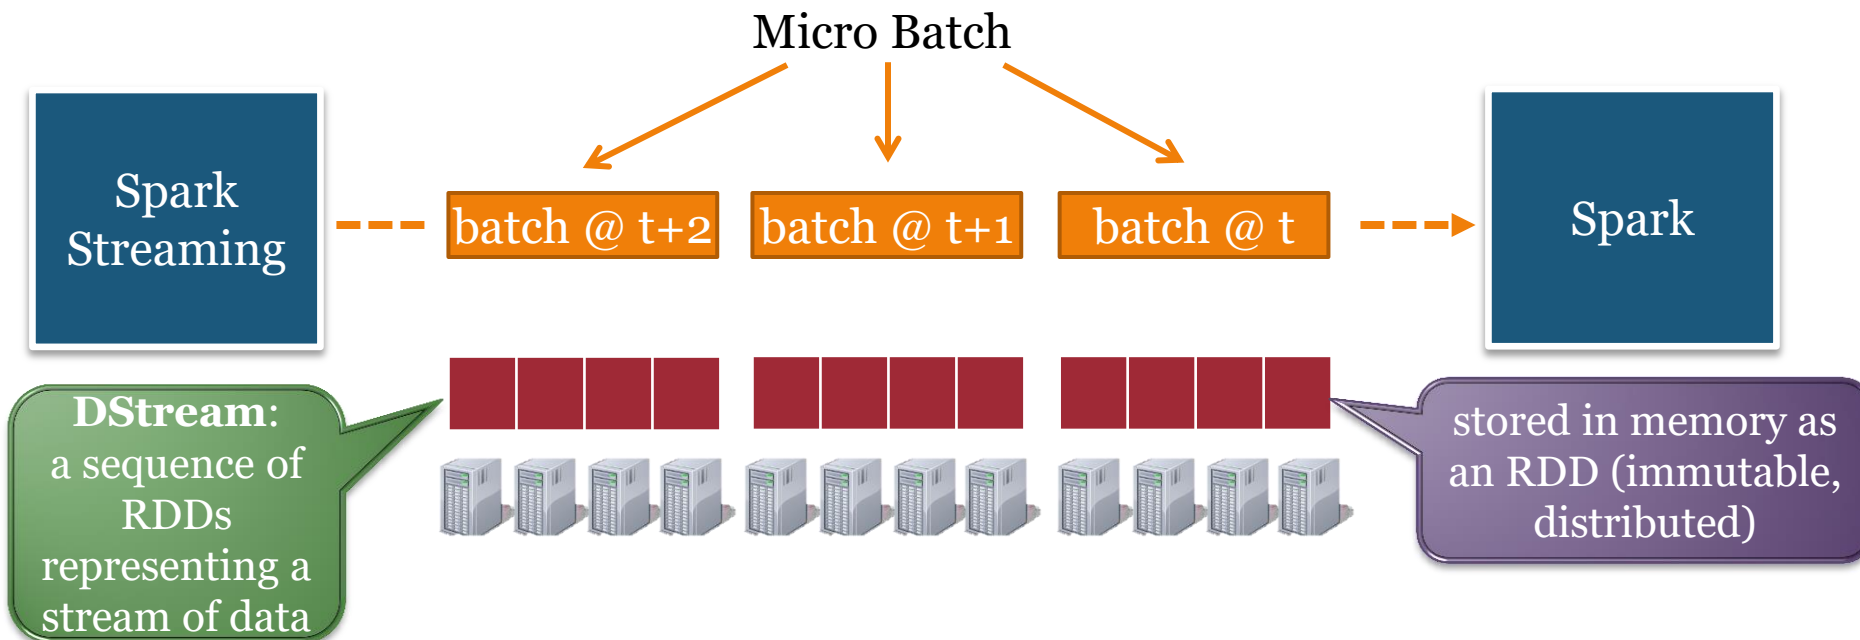 Micro Batch
Spark
Streaming
batch @ t+2
batch @ t+1
batch @ t
Spark
DStream:
a sequence of
RDDs
representing a
stream of data
stored in memory as
an RDD (immutable,
distributed)